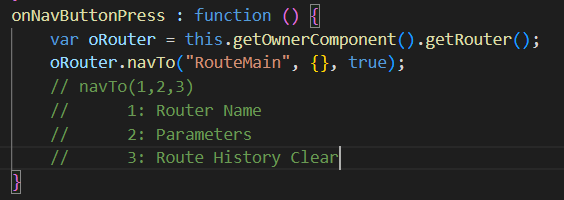 onNavButtonPress : function () {
var oRouter = this.getOwnerComponent().getRouter();
oRouter.navTo("RouteMain", {}, true);
// navTo(1,2,3)
//      1: Router Name
//      2: Parameters
//      3: Route History Clear
}